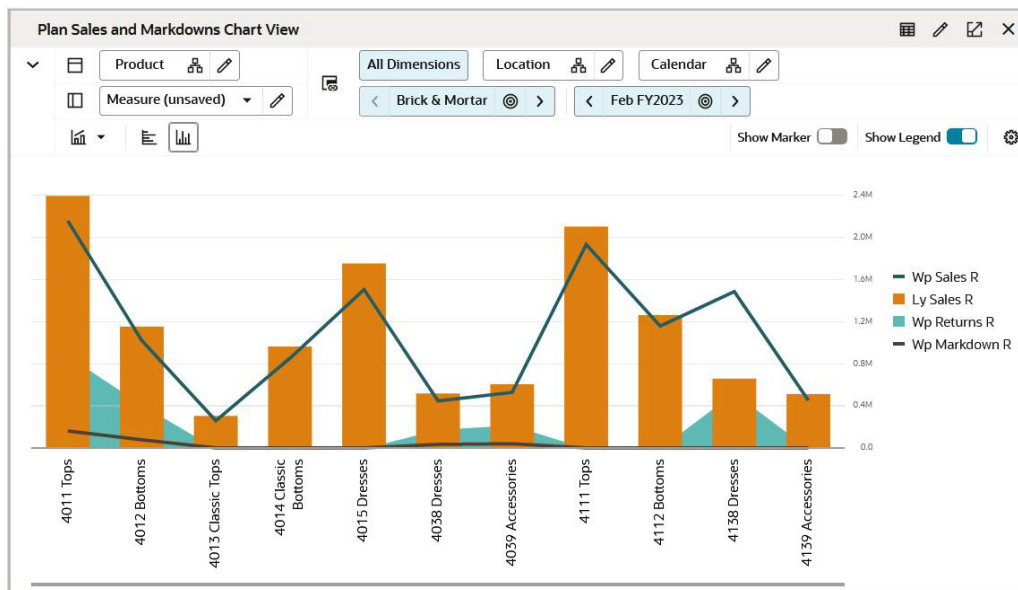 Plan Sales and Markdowns Chart View
Product
All Dimensions
Location
Calendar
Measure (unsaved)
Brick & Mortar
Feb FY2023
Show Marker
Show Legend
2.4M
2.0M
1.6M
1.2M
0.8M
0.4M
0.0
Wp Sales R
Ly Sales R
Wp Returns R
Wp Markdown R
4011 Tops
4012 Bottoms
4013 Classic Tops
4014 Classic
Bottoms
4015 Dresses
4038 Dresses
4039 Accessories
4111 Tops
4112 Bottoms
4138 Dresses
4139 Accessories